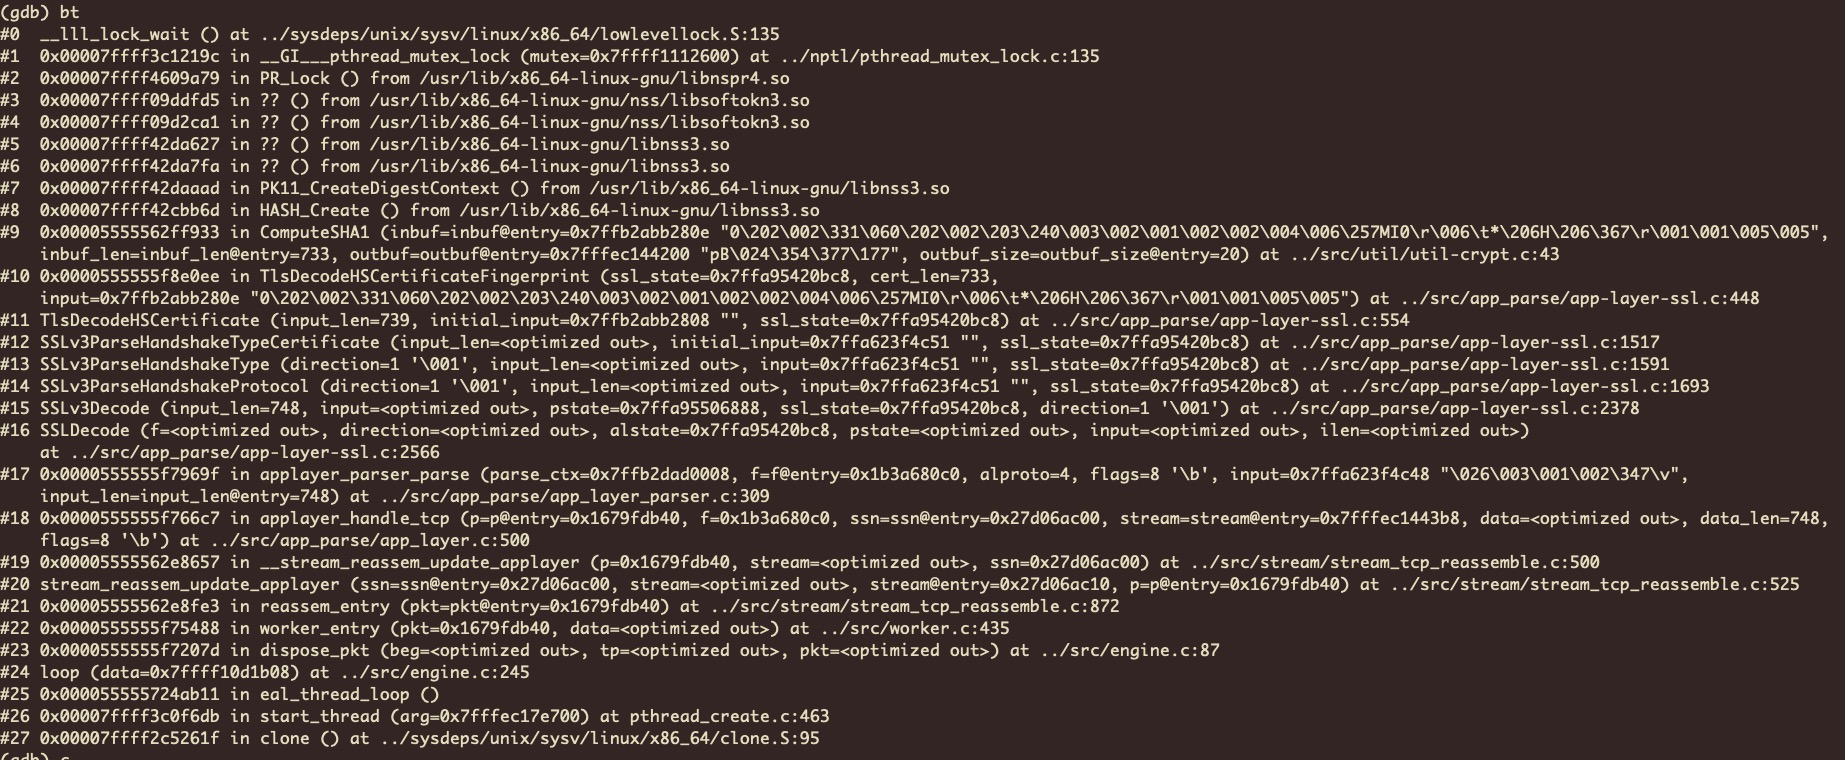 (gdb) bt
#0  __lll_lock_wait () at ../sysdeps/unix/sysv/linux/x86_64/lowlevellock.S:135
#1  0x00007ffff3c1219c in __GI___pthread_mutex_lock (mutex=0x7ffff1112600) at ../nptl/pthread_mutex_lock.c:135
#2  0x00007ffff4609a79 in PR_Lock () from /usr/lib/x86_64-linux-gnu/libnspr4.so
#3  0x00007ffff09ddfd5 in ?? () from /usr/lib/x86_64-linux-gnu/nss/libsoftokn3.so
#4  0x00007ffff09d2ca1 in ?? () from /usr/lib/x86_64-linux-gnu/nss/libsoftokn3.so
#5  0x00007ffff42da627 in ?? () from /usr/lib/x86_64-linux-gnu/libnss3.so
#6  0x00007ffff42da7fa in ?? () from /usr/lib/x86_64-linux-gnu/libnss3.so
#7  0x00007ffff42daaad in PK11_CreateDigestContext () from /usr/lib/x86_64-linux-gnu/libnss3.so
#8  0x00007ffff42cbb6d in HASH_Create () from /usr/lib/x86_64-linux-gnu/libnss3.so
#9  0x00005555562ff933 in ComputeSHA1 (inbuf=inbuf@entry=0x7ffb2abb280e "0\202\002\331\060\202\002\203\240\003\002\001\002\002\004\006\257MI0\r\006\t*\206H\206\367\r\001\001\005\005",
    inbuf_len=inbuf_len@entry=733, outbuf=outbuf@entry=0x7fffec144200 "pB\024\354\377\177", outbuf_size=outbuf_size@entry=20) at ../src/util/util-crypt.c:43
#10 0x0000555555f8e0ee in TlsDecodeHSCertificateFingerprint (ssl_state=0x7ffa95420bc8, cert_len=733,
    input=0x7ffb2abb280e "0\202\002\331\060\202\002\203\240\003\002\001\002\002\004\006\257MI0\r\006\t*\206H\206\367\r\001\001\005\005") at ../src/app_parse/app-layer-ssl.c:448
#11 TlsDecodeHSCertificate (input_len=739, initial_input=0x7ffb2abb2808 "", ssl_state=0x7ffa95420bc8) at ../src/app_parse/app-layer-ssl.c:554
#12 SSLv3ParseHandshakeTypeCertificate (input_len=<optimized out>, initial_input=0x7ffa623f4c51 "", ssl_state=0x7ffa95420bc8) at ../src/app_parse/app-layer-ssl.c:1517
#13 SSLv3ParseHandshakeType (direction=1 '\001', input_len=<optimized out>, input=0x7ffa623f4c51 "", ssl_state=0x7ffa95420bc8) at ../src/app_parse/app-layer-ssl.c:1591
#14 SSLv3ParseHandshakeProtocol (direction=1 '\001', input_len=<optimized out>, input=0x7ffa623f4c51 "", ssl_state=0x7ffa95420bc8) at ../src/app_parse/app-layer-ssl.c:1693
#15 SSLv3Decode (input_len=748, input=<optimized out>, pstate=0x7ffa95506888, ssl_state=0x7ffa95420bc8, direction=1 '\001') at ../src/app_parse/app-layer-ssl.c:2378
#16 SSLDecode (f=<optimized out>, direction=<optimized out>, alstate=0x7ffa95420bc8, pstate=<optimized out>, input=<optimized out>, ilen=<optimized out>)
    at ../src/app_parse/app-layer-ssl.c:2566
#17 0x0000555555f7969f in applayer_parser_parse (parse_ctx=0x7ffb2dad0008, f=f@entry=0x1b3a680c0, alproto=4, flags=8 '\b', input=0x7ffa623f4c48 "\026\003\001\002\347\v",
    input_len=input_len@entry=748) at ../src/app_parse/app_layer_parser.c:309
#18 0x0000555555f766c7 in applayer_handle_tcp (p=p@entry=0x1679fdb40, f=0x1b3a680c0, ssn=ssn@entry=0x27d06ac00, stream=stream@entry=0x7fffec1443b8, data=<optimized out>, data_len=748,
    flags=8 '\b') at ../src/app_parse/app_layer.c:500
#19 0x00005555562e8657 in __stream_reassem_update_applayer (p=0x1679fdb40, stream=<optimized out>, ssn=0x27d06ac00) at ../src/stream/stream_tcp_reassemble.c:500
#20 stream_reassem_update_applayer (ssn=ssn@entry=0x27d06ac00, stream=<optimized out>, stream@entry=0x27d06ac10, p=p@entry=0x1679fdb40) at ../src/stream/stream_tcp_reassemble.c:525
#21 0x00005555562e8fe3 in reassem_entry (pkt=pkt@entry=0x1679fdb40) at ../src/stream/stream_tcp_reassemble.c:872
#22 0x0000555555f75488 in worker_entry (pkt=0x1679fdb40, data=<optimized out>) at ../src/worker.c:435
#23 0x0000555555f7207d in dispose_pkt (beg=<optimized out>, tp=<optimized out>, pkt=<optimized out>) at ../src/engine.c:87
#24 loop (data=0x7ffff10d1b08) at ../src/engine.c:245
#25 0x000055555724ab11 in eal_thread_loop ()
#26 0x00007ffff3c0f6db in start_thread (arg=0x7fffec17e700) at pthread_create.c:463
#27 0x00007ffff2c5261f in clone () at ../sysdeps/unix/sysv/linux/x86_64/clone.S:95